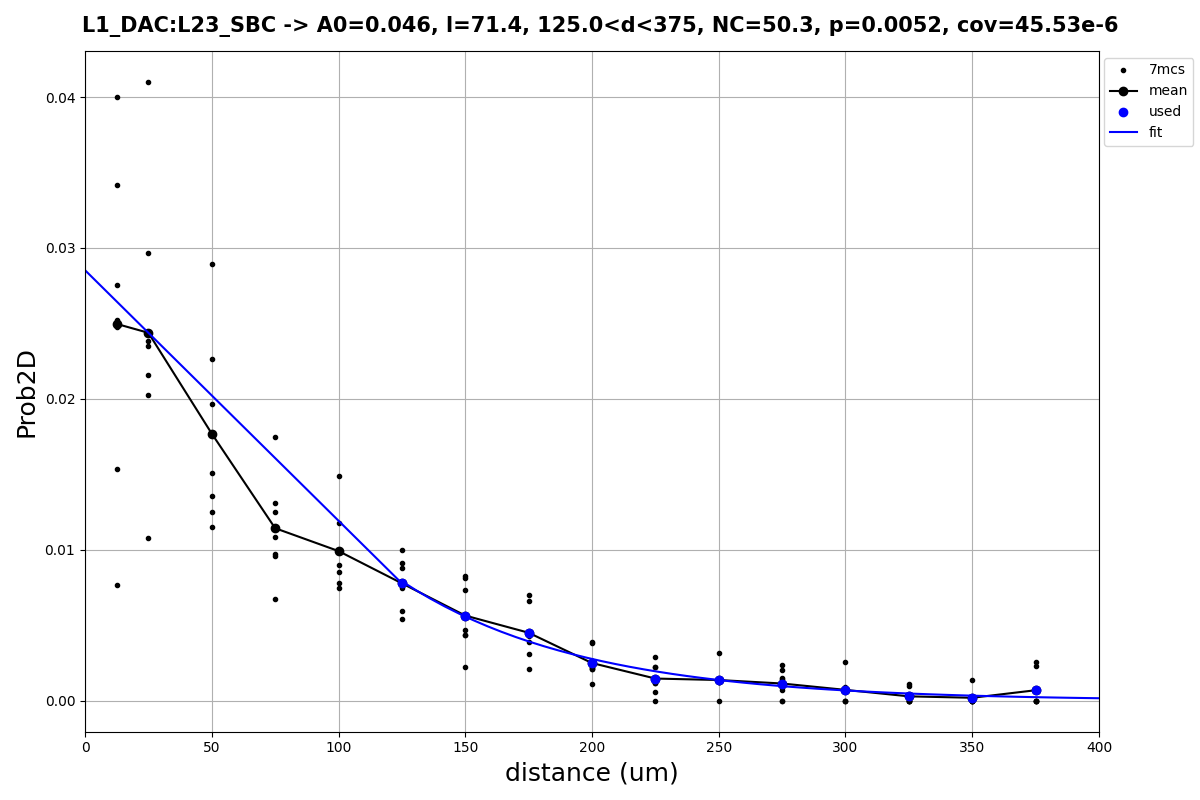 L1_DAC:L23_SBC -> A0=0.046, l=71.4, 125.0<d<375, NC=50.3, p=0.0052, cov=45.53e-6
7mcs
mean
used
fit
Prob2D
0.04
0.03
0.02
0.01
0.00
0 50 100 150 200 250 300 350 400
distance (um)